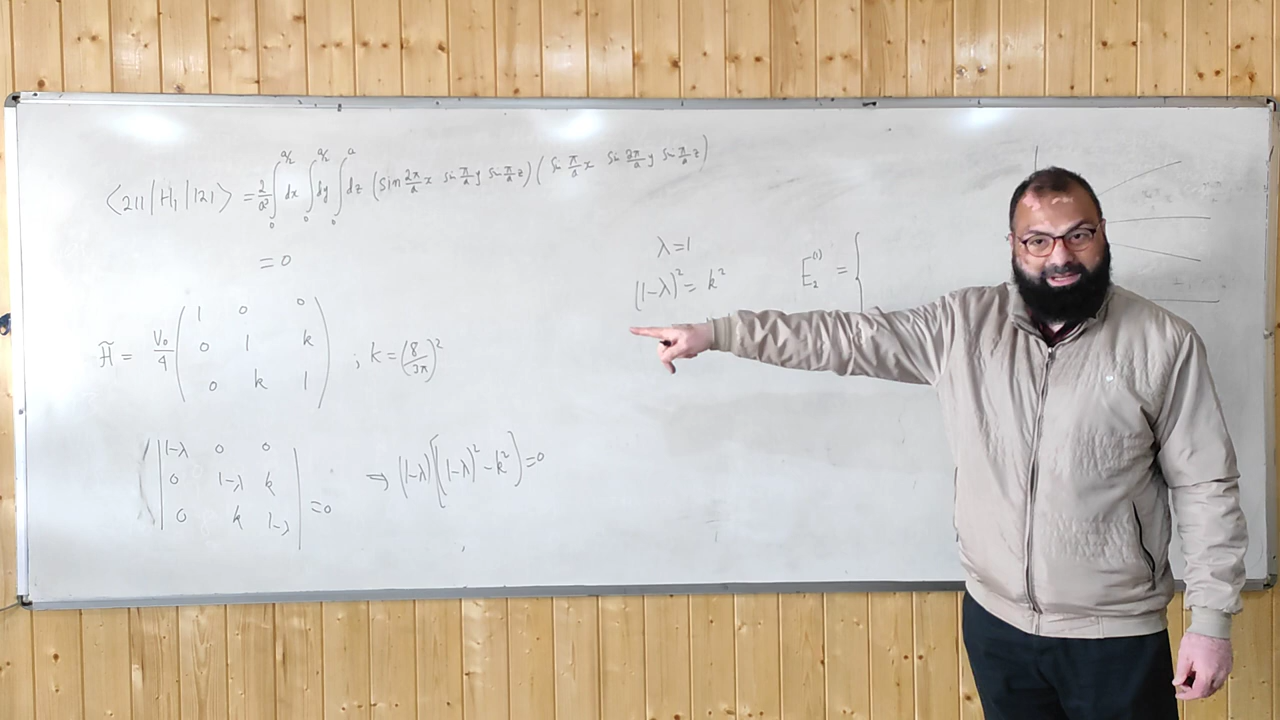 ⟨211|H₁|121⟩ = 2/a² ∫₀^{a/2} dx ∫₀^{a/2} dy ∫₀^{a} dz (sin 2π/a x sin π/a y sin π/a z)(sin π/a x sin 2π/a y sin π/a z)
= 0
λ=1
(1-λ)² = k²
E₂⁽¹⁾ = {
H̃ = V₀/4 (1 0 0
0 1 k
0 k 1) ; k = (8/3π)²
|1-λ 0 0
0 1-λ k
0 k 1-λ| = 0 ⇒ (1-λ)[(1-λ)² - k²] = 0